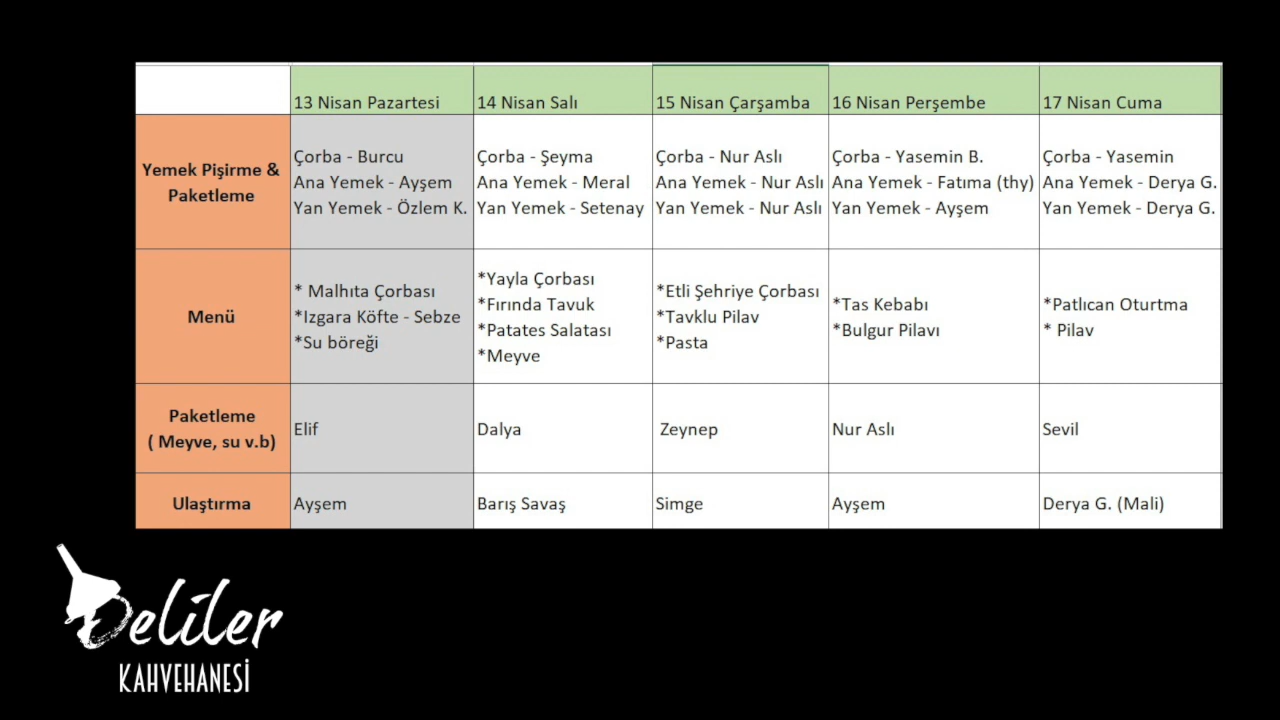 13 Nisan Pazartesi
14 Nisan Salı
15 Nisan Çarşamba
16 Nisan Perşembe
17 Nisan Cuma
Yemek Pişirme &
Paketleme
Çorba - Burcu
Ana Yemek - Ayşem
Yan Yemek - Özlem K.
Çorba - Şeyma
Ana Yemek - Meral
Yan Yemek - Setenay
Çorba - Nur Aslı
Ana Yemek - Nur Aslı
Yan Yemek - Nur Aslı
Çorba - Yasemin B.
Ana Yemek - Fatıma (thy)
Yan Yemek - Ayşem
Çorba - Yasemin
Ana Yemek - Derya G.
Yan Yemek - Derya G.
Menü
* Malhıta Çorbası
*Izgara Köfte - Sebze
*Su böreği
*Yayla Çorbası
*Fırında Tavuk
*Patates Salatası
*Meyve
*Etli Şehriye Çorbası
*Tavklu Pilav
*Pasta
*Tas Kebabı
*Bulgur Pilavı
*Patlıcan Oturtma
* Pilav
Paketleme
( Meyve, su v.b)
Elif
Dalya
Zeynep
Nur Aslı
Sevil
Ulaştırma
Ayşem
Barış Savaş
Simge
Ayşem
Derya G. (Mali)
Deliler
KAHVEHANESİ